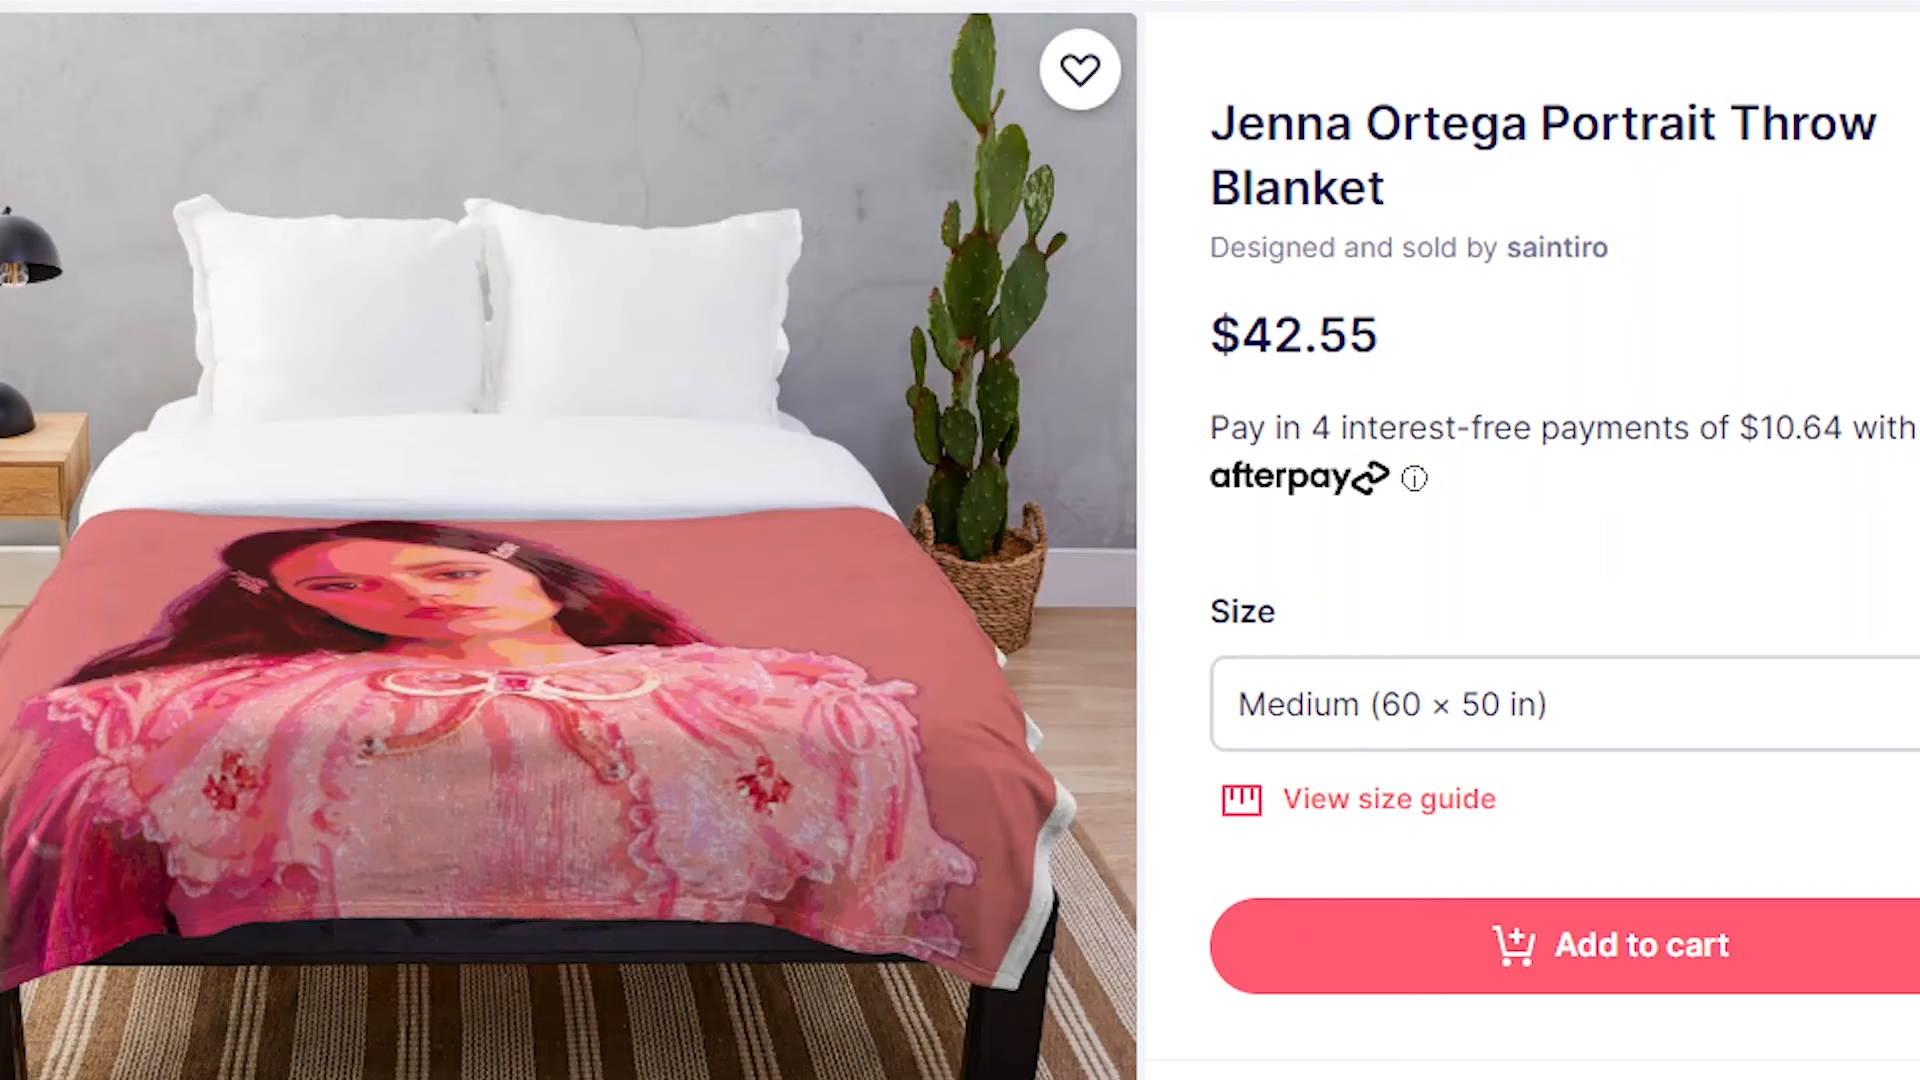 Jenna Ortega Portrait Throw
Blanket
Designed and sold by saintiro
$42.55
Pay in 4 interest-free payments of $10.64 with
afterpay
Size
Medium (60 × 50 in)
View size guide
Add to cart